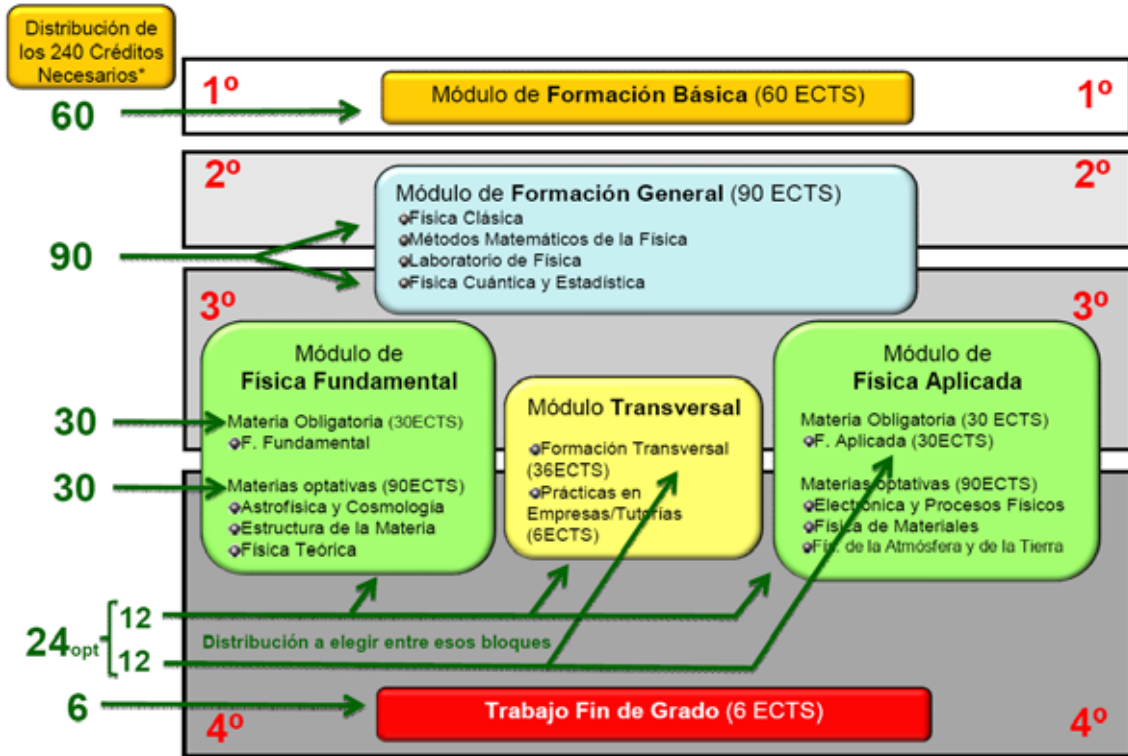 Distribución de
los 240 Créditos
Necesarios*
1º
Módulo de Formación Básica (60 ECTS)
1º
60
2º
2º
Módulo de Formación General (90 ECTS)
Física Clásica
Métodos Matemáticos de la Física
Laboratorio de Física
Física Cuántica y Estadística
90
3º
3º
Módulo de
Física Fundamental
Materia Obligatoria (30ECTS)
F. Fundamental
Materias optativas (90ECTS)
Astrofísica y Cosmología
Estructura de la Materia
Física Teórica
30
30
Módulo Transversal
Formación Transversal
(36ECTS)
Prácticas en
Empresas/Tutorías
(6ECTS)
Módulo de
Física Aplicada
Materia Obligatoria (30 ECTS)
F. Aplicada (30ECTS)
Materias optativas (90ECTS)
Electrónica y Procesos Físicos
Física de Materiales
Fís. de la Atmósfera y de la Tierra
24opt
12
Distribución a elegir entre esos bloques
12
6
Trabajo Fin de Grado (6 ECTS)
4º
4º